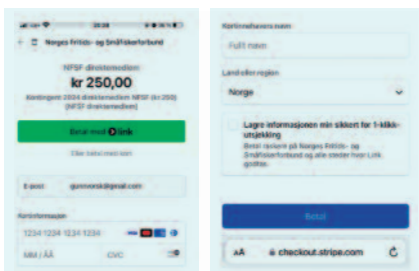 20:28
Norges Fritids- og Småfiskerforbund
NFSF direktemedlem
kr 250,00
Kontingent 2024 direktemedlem NFSF (kr 250)
(NFSF direktemedlem)
Betal med link
Eller betal med kort
E-post gunnvorsk@gmail.com
Kortinformasjon
1234 1234 1234 1234
MM / ÅÅ CVC
Kortinnehavers navn
Fullt navn
Land eller region
Norge
Lagre informasjonen min sikkert for 1-klikk-
utsjekking
Betal raskere på Norges Fritids- og
Småfiskerforbund og alle steder hvor Link
godtas.
Betal
AA checkout.stripe.com